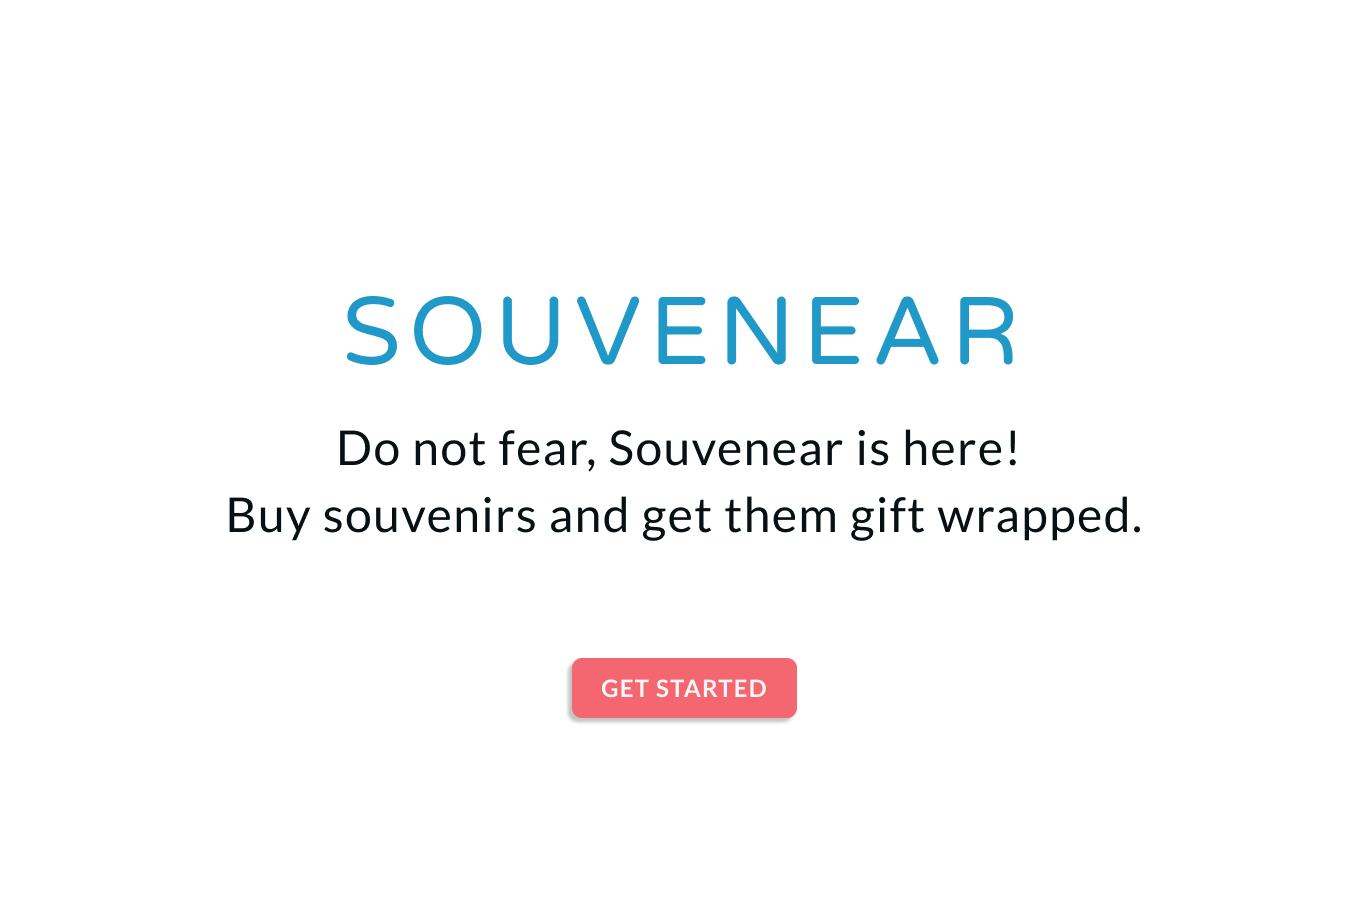 SOUVENEAR
Do not fear, Souvenear is here!
Buy souvenirs and get them gift wrapped.
GET STARTED